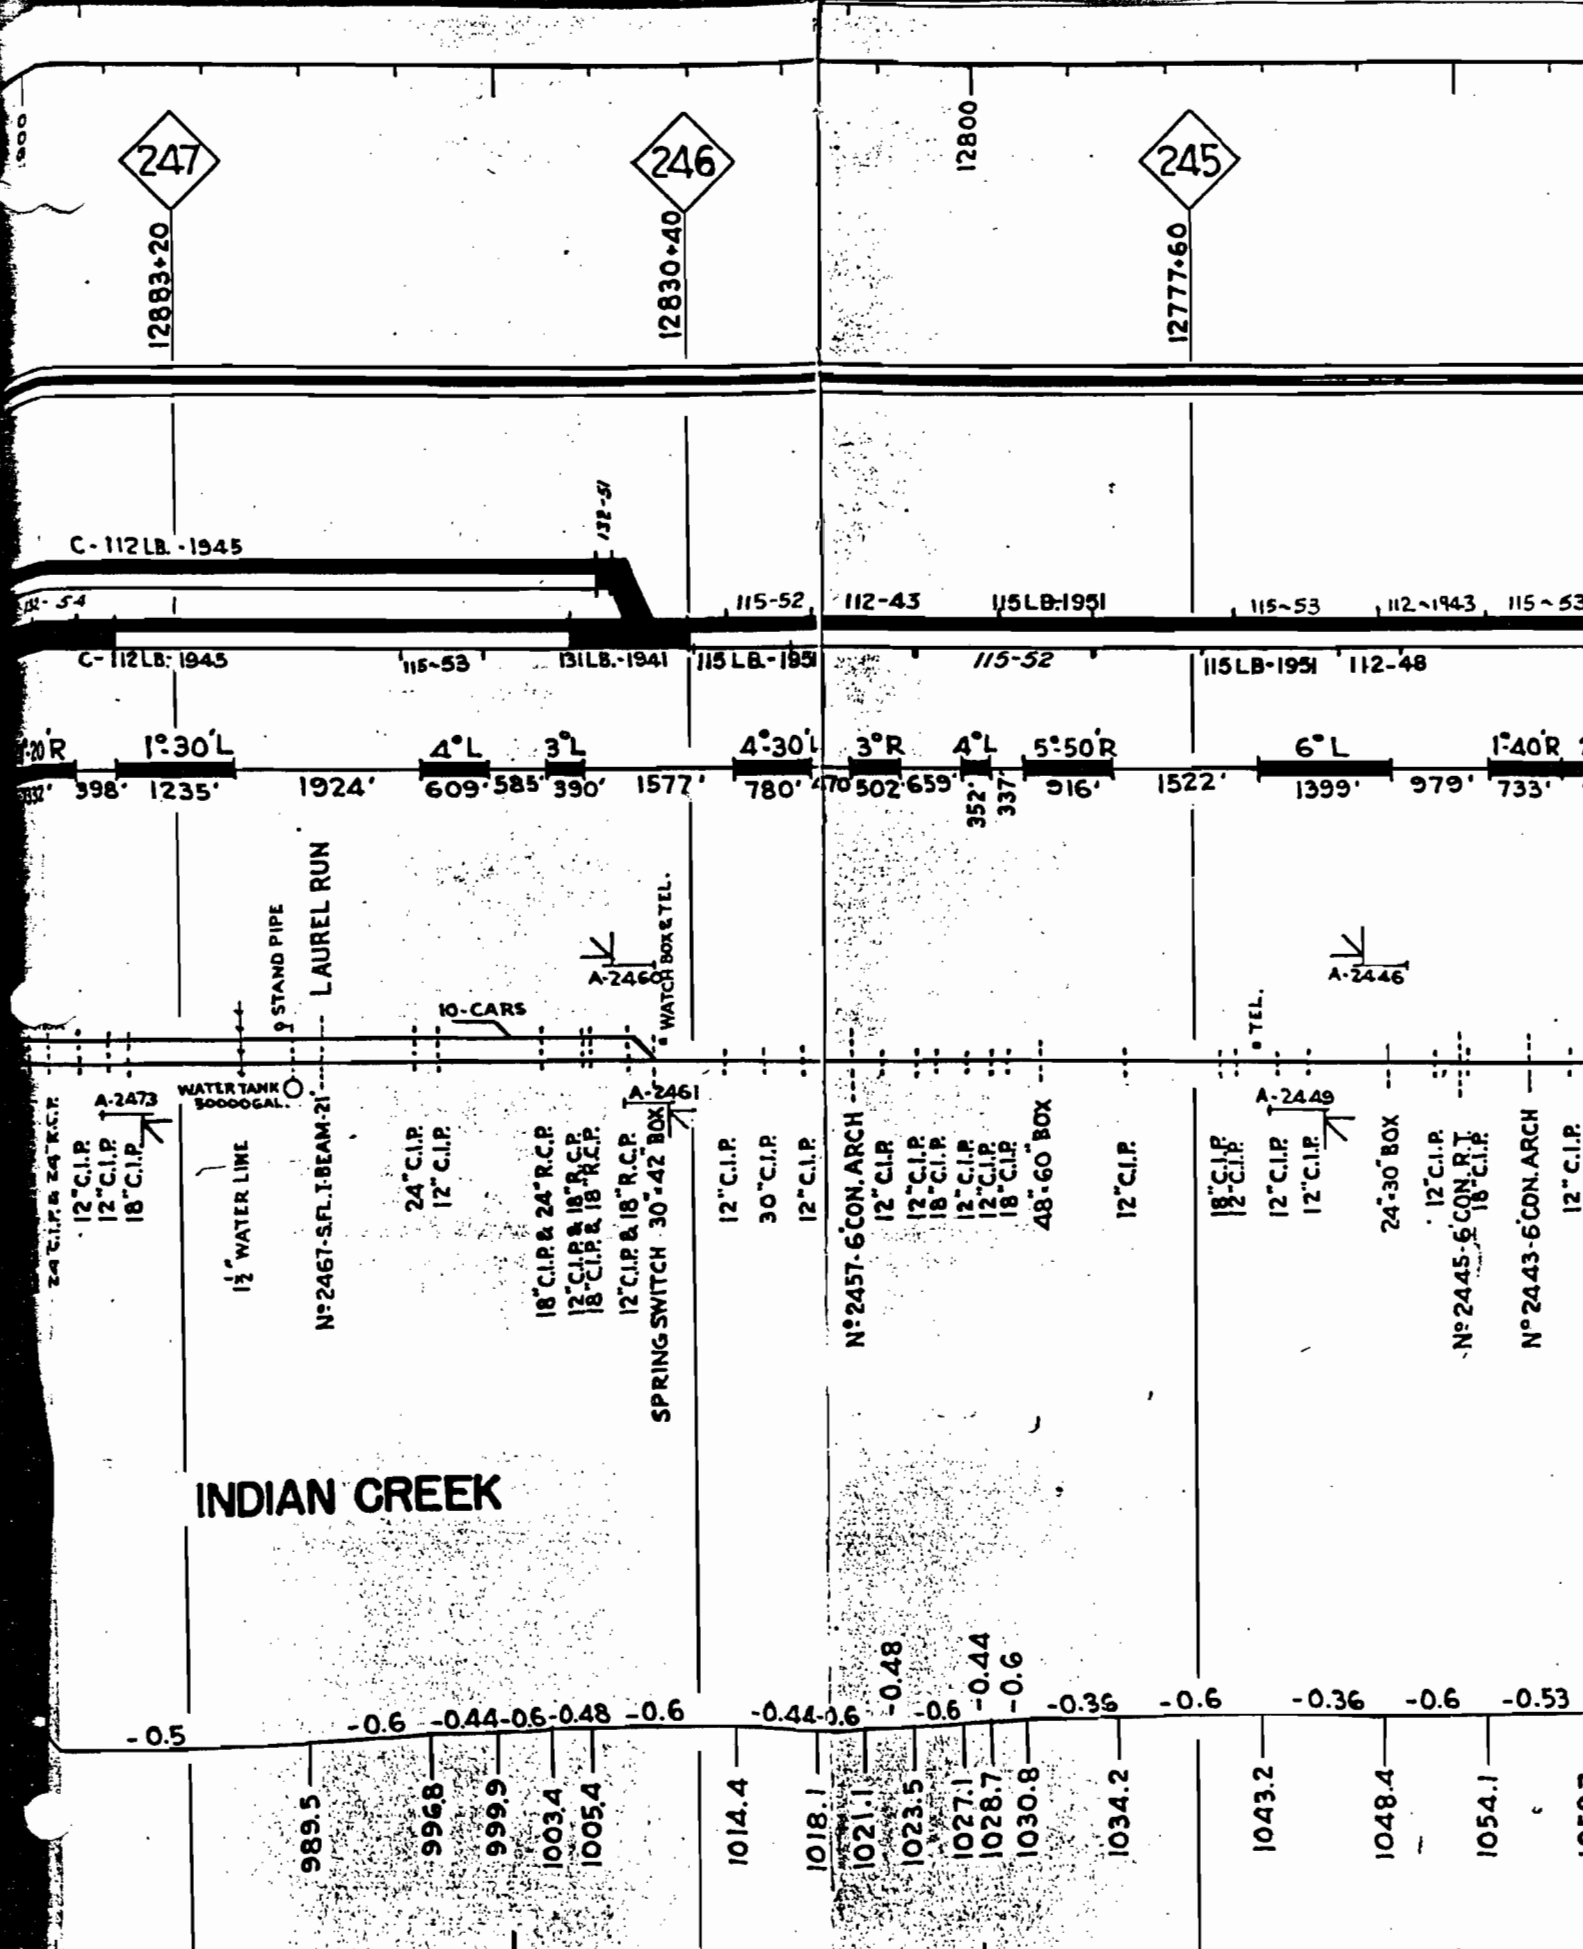 247
246
12800
245
12883+20
12830+40
12777+60
132-51
C-112 LB.-1945
132-54
115-52
112-43
115LB-1951
115~53
112~1943
115~53
C-112LB-1945
115~53
131LB.-1941
115 LB.-1951
115-52
115LB-1951
112-48
1°-30'L
4°L
3°L
4°-30'L
3°R
4°L
5°-50'R
6°L
1°-40'R
398'
1235'
1924'
609'
585'
390'
1577'
780'
502'
659'
352'
337'
916'
1522'
1399'
979'
733'
STAND PIPE
LAUREL RUN
10-CARS
A-2460
WATCH BOX & TEL.
TEL.
A-2446
A-2473
WATER TANK
50000GAL.
A-2461
A-2449
24"C.I.P. & 24"R.C.P.
12"C.I.P.
12"C.I.P.
18"C.I.P.
1½" WATER LINE
Nº2467-S.F.L.I-BEAM-21'
24"C.I.P.
12"C.I.P.
18"C.I.P. & 24"R.C.P.
12"C.I.P. & 18"R.C.P.
18"C.I.P. & 18"R.C.P.
12"C.I.P. & 18"R.C.P.
SPRING SWITCH 30"-42" BOX
12"C.I.P.
30"C.I.P.
12"C.I.P.
Nº2457-6'CON.ARCH
12"C.I.P.
12"C.I.P.
18"C.I.P.
12"C.I.P.
12"C.I.P.
18"C.I.P.
48"-60"BOX
12"C.I.P.
18"C.I.P.
12"C.I.P.
12"C.I.P.
12"C.I.P.
24"-30"BOX
12"C.I.P.
Nº2445-6'CON.R.T.
18"C.I.P.
Nº2443-6'CON.ARCH
12"C.I.P.
INDIAN CREEK
-0.5
-0.6
-0.44
-0.6
-0.48
-0.6
-0.44
-0.6
-0.48
-0.6
-0.44
-0.6
-0.36
-0.6
-0.36
-0.6
-0.53
989.5
996.8
999.9
1003.4
1005.4
1014.4
1018.1
1021.1
1023.5
1027.1
1028.7
1030.8
1034.2
1043.2
1048.4
1054.1